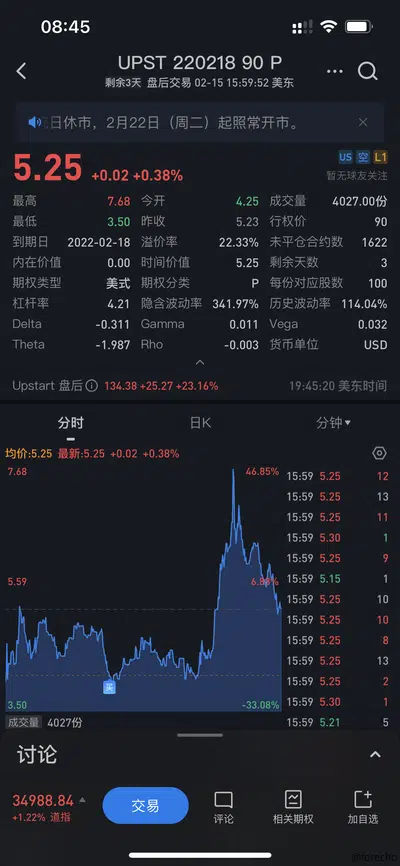 08:45
UPST 220218 90 P
剩余3天 盘后交易 02-15 15:59:52 美东
日休市，2月22日（周二）起照常开市。
5.25 +0.02 +0.38%
US 空 L1
暂无球友关注
最高 7.68 今开 4.25 成交量 4027.00份
最低 3.50 昨收 5.23 行权价 90
到期日 2022-02-18 溢价率 22.33% 未平仓合约数 1622
内在价值 0.00 时间价值 5.25 剩余天数 3
期权类型 美式 期权分类 P 每份对应股数 100
杠杆率 4.21 隐含波动率 341.97% 历史波动率 114.04%
Delta -0.311 Gamma 0.011 Vega 0.032
Theta -1.987 Rho -0.003 货币单位 USD
Upstart 盘后 134.38 +25.27 +23.16% 19:45:20 美东时间
分时 日K 分钟
均价:5.25 最新:5.25 +0.02 +0.38%
7.68 46.85%
5.59 6.88%
3.50 -33.08%
买
15:59 5.25 12
15:59 5.25 13
15:59 5.25 11
15:59 5.30 1
15:59 5.25 9
15:59 5.15 1
15:59 5.25 10
15:59 5.25 10
15:59 5.25 8
15:59 5.25 13
15:59 5.25 2
15:59 5.30 1
15:59 5.21 5
成交量 4027份
讨论
34988.84
+1.22% 道指
交易
评论
相关期权
加自选